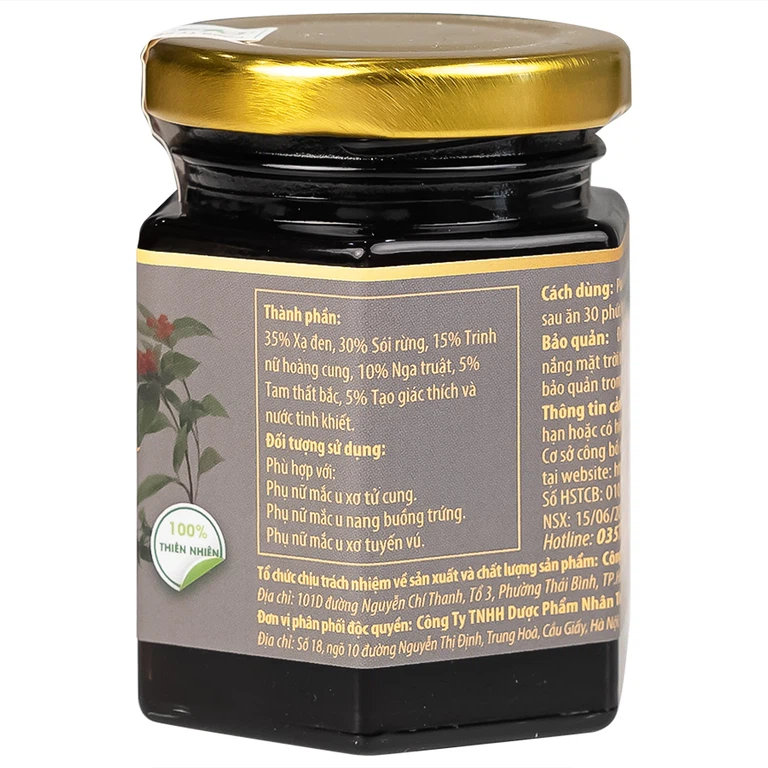 Thành phần:
35% Xạ đen, 30% Sói rừng, 15% Trinh
nữ hoàng cung, 10% Nga truật, 5%
Tam thất bắc, 5% Tạo giác thích và
nước tinh khiết.
Đối tượng sử dụng:
Phù hợp với:
Phụ nữ mắc u xơ tử cung.
Phụ nữ mắc u nang buồng trứng.
Phụ nữ mắc u xơ tuyến vú.
100%
THIÊN NHIÊN
Cách dùng:
sau ăn 30 phút
Bảo quản:
nắng mặt trời
bảo quản tron
Thông tin cả
hạn hoặc có h
Cơ sở công bố
tại website: h
Số HSTCB: 010
NSX: 15/06/2
Hotline: 035
Tổ chức chịu trách nhiệm về sản xuất và chất lượng sản phẩm: Côn
Địa chỉ: 101D đường Nguyễn Chí Thanh, Tổ 3, Phường Thái Bình, TP.H
Đơn vị phân phối độc quyền: Công Ty TNHH Dược Phẩm Nhân T
Địa chỉ: Số 18, ngõ 10 đường Nguyễn Thị Định, Trung Hoà, Cầu Giấy, Hà Nội